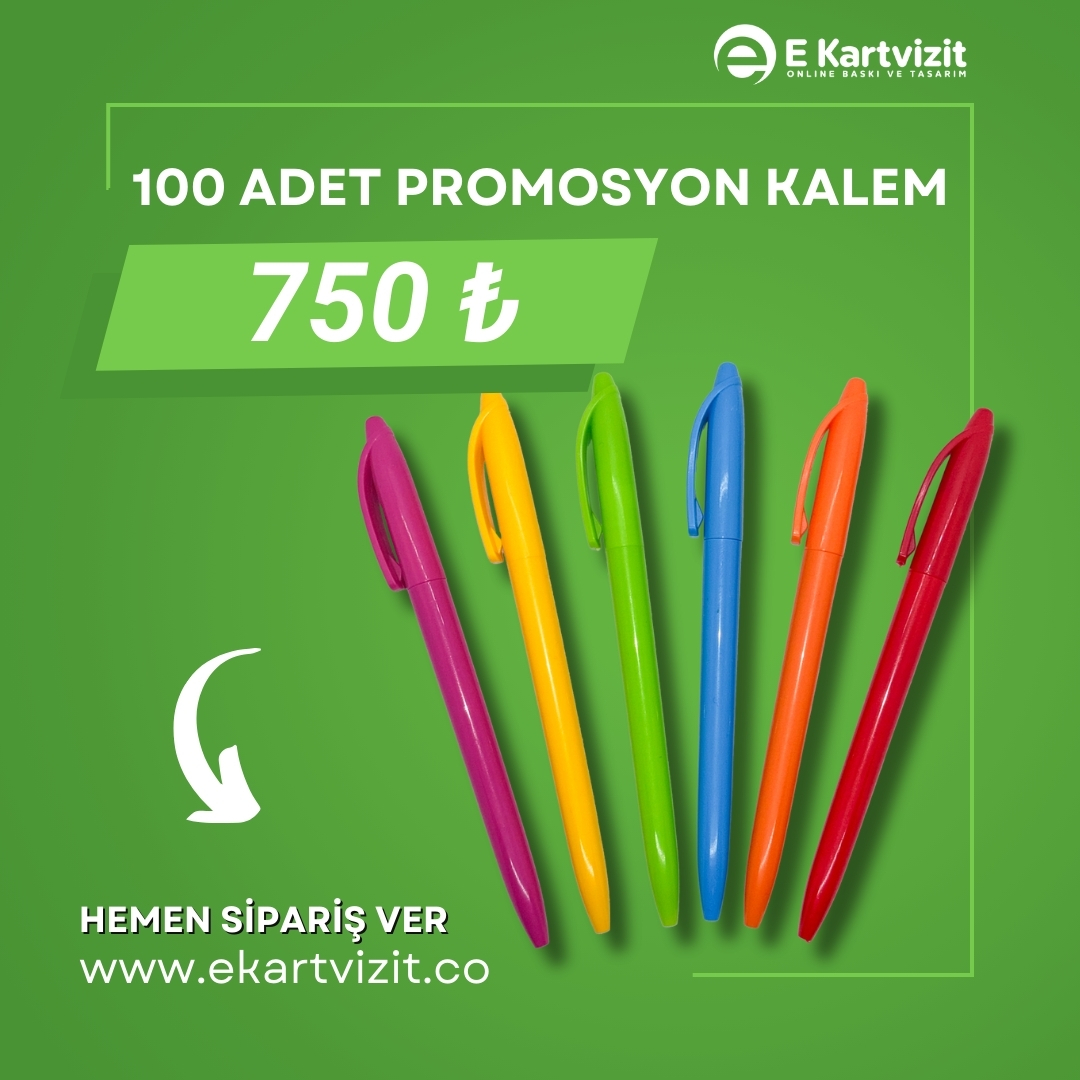 E Kartvizit
ONLINE BASKI VE TASARIM
100 ADET PROMOSYON KALEM
750 ₺
HEMEN SİPARİŞ VER
www.ekartvizit.co